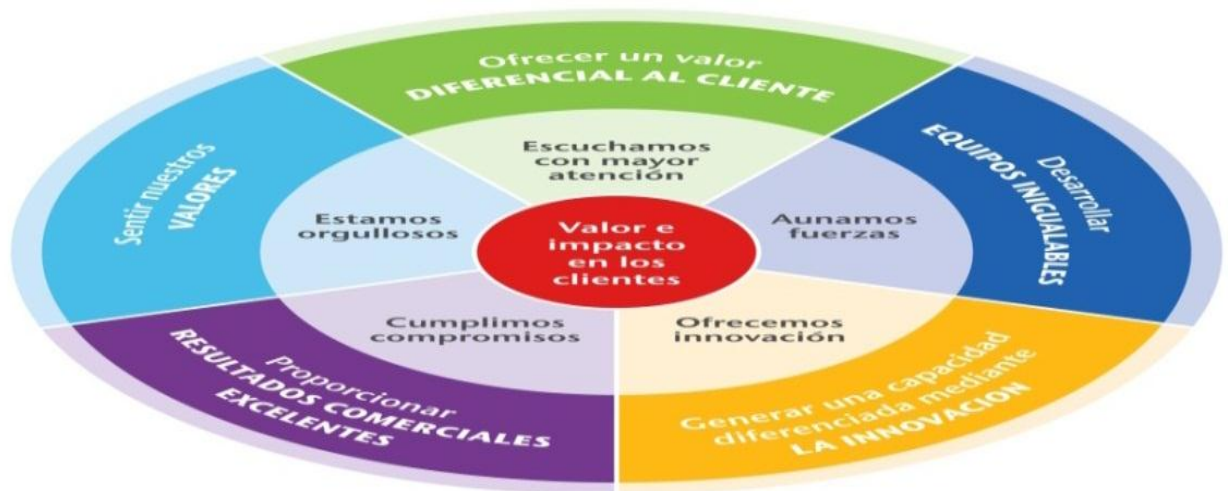 Ofrecer un valor
DIFERENCIAL AL CLIENTE
Escuchamos
con mayor
atención
Sentir nuestros
VALORES
Estamos
orgullosos
Valor e
impacto
en los
clientes
Aunamos
fuerzas
Desarrollar
EQUIPOS INIGUALABLES
Cumplimos
compromisos
Ofrecemos
innovación
Proporcionar
RESULTADOS COMERCIALES
EXCELENTES
Generar una capacidad
diferenciada mediante
LA INNOVACION